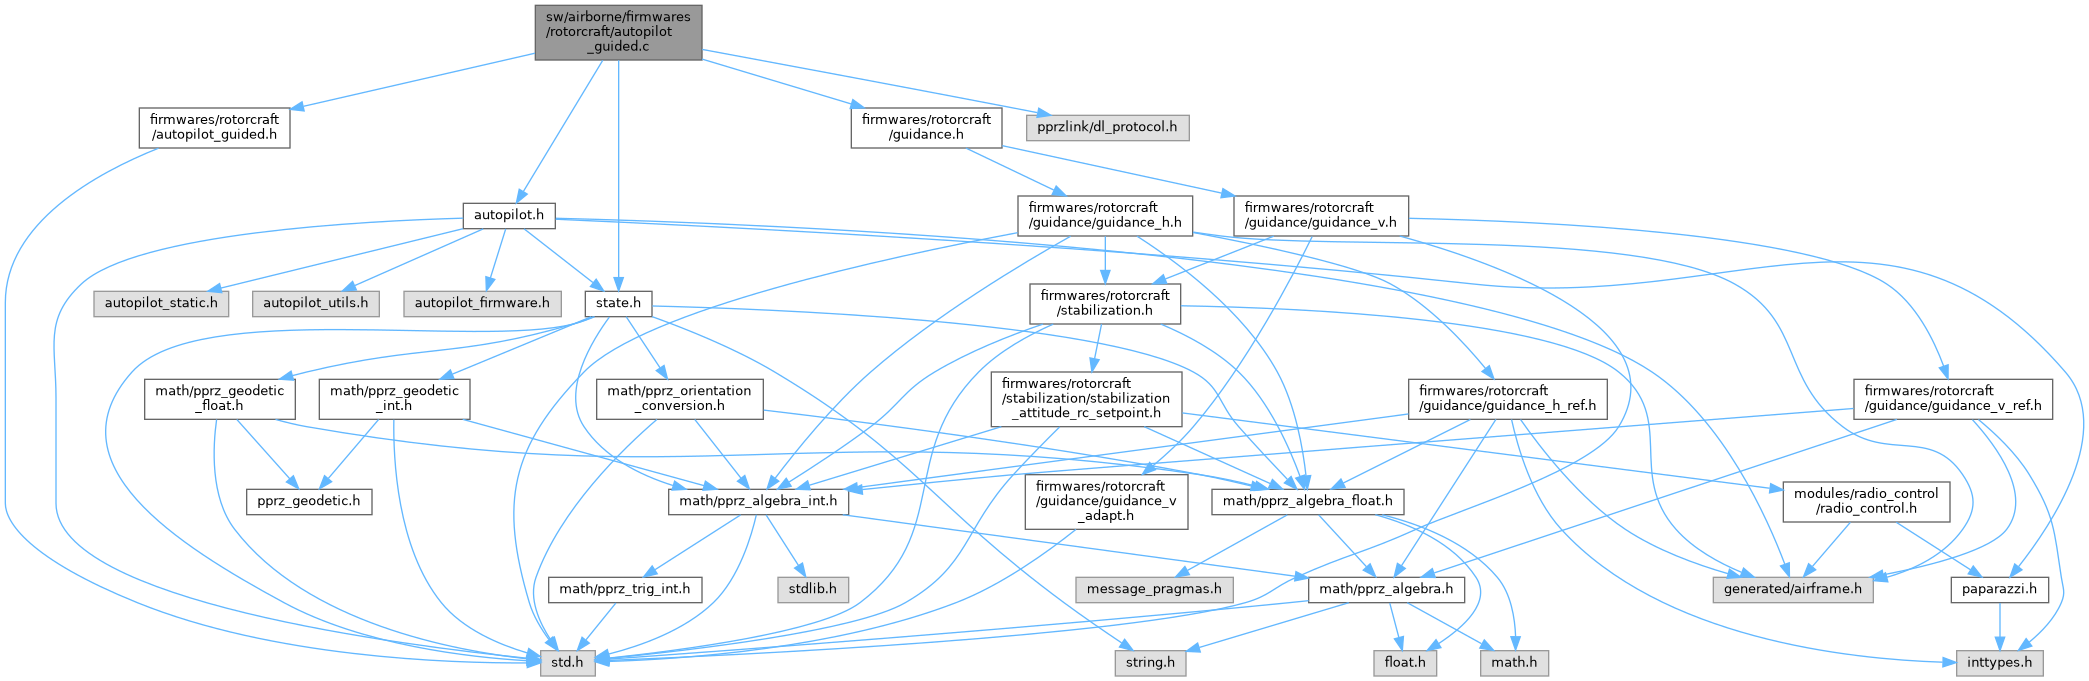 sw/airborne/firmwares
/rotorcraft/autopilot
_guided.c
firmwares/rotorcraft
/autopilot_guided.h
firmwares/rotorcraft
/guidance.h
pprzlink/dl_protocol.h
autopilot.h
firmwares/rotorcraft
/guidance/guidance_h.h
firmwares/rotorcraft
/guidance/guidance_v.h
autopilot_static.h
autopilot_utils.h
autopilot_firmware.h
state.h
firmwares/rotorcraft
/stabilization.h
math/pprz_geodetic
_float.h
math/pprz_geodetic
_int.h
math/pprz_orientation
_conversion.h
firmwares/rotorcraft
/stabilization/stabilization
_attitude_rc_setpoint.h
firmwares/rotorcraft
/guidance/guidance_h_ref.h
firmwares/rotorcraft
/guidance/guidance_v_ref.h
pprz_geodetic.h
math/pprz_algebra_int.h
firmwares/rotorcraft
/guidance/guidance_v
_adapt.h
math/pprz_algebra_float.h
modules/radio_control
/radio_control.h
math/pprz_trig_int.h
stdlib.h
message_pragmas.h
math/pprz_algebra.h
generated/airframe.h
paparazzi.h
std.h
string.h
float.h
math.h
inttypes.h